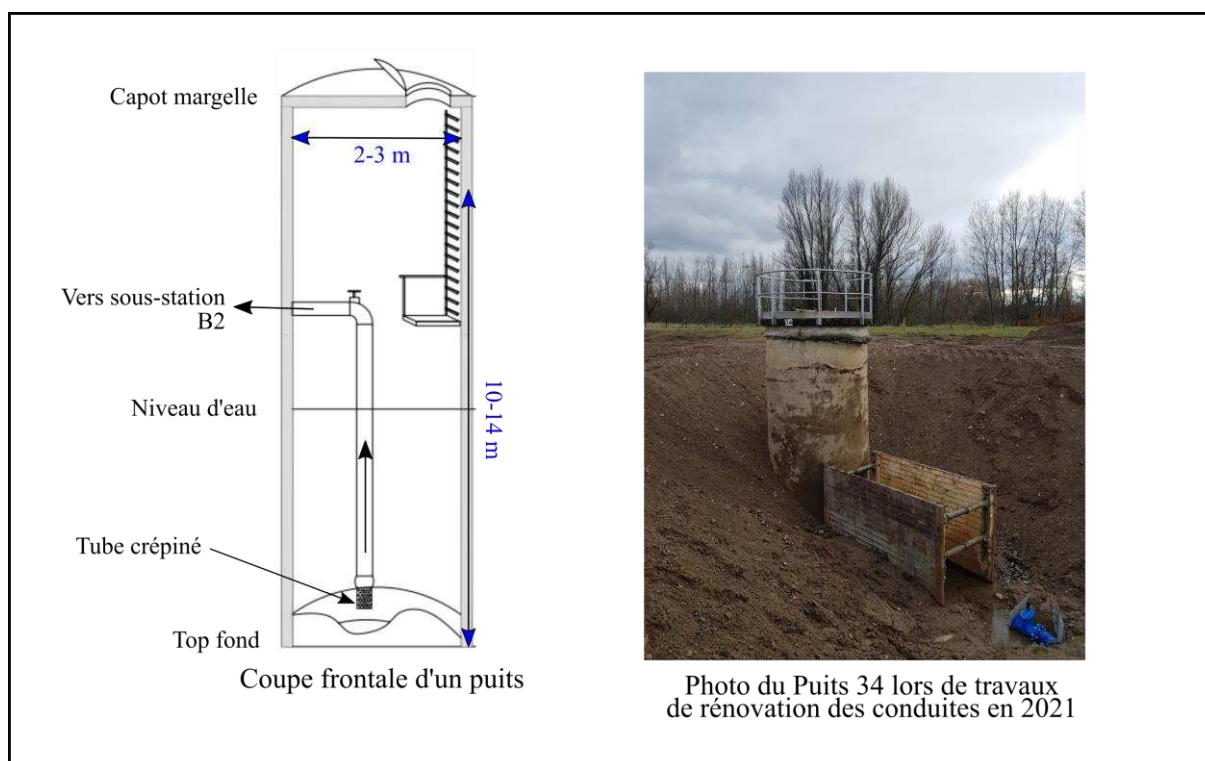 Capot margelle
2-3 m
Vers sous-station
B2
Niveau d'eau
10-14 m
Tube crépiné
Top fond
Coupe frontale d'un puits
34
Photo du Puits 34 lors de travaux
de rénovation des conduites en 2021